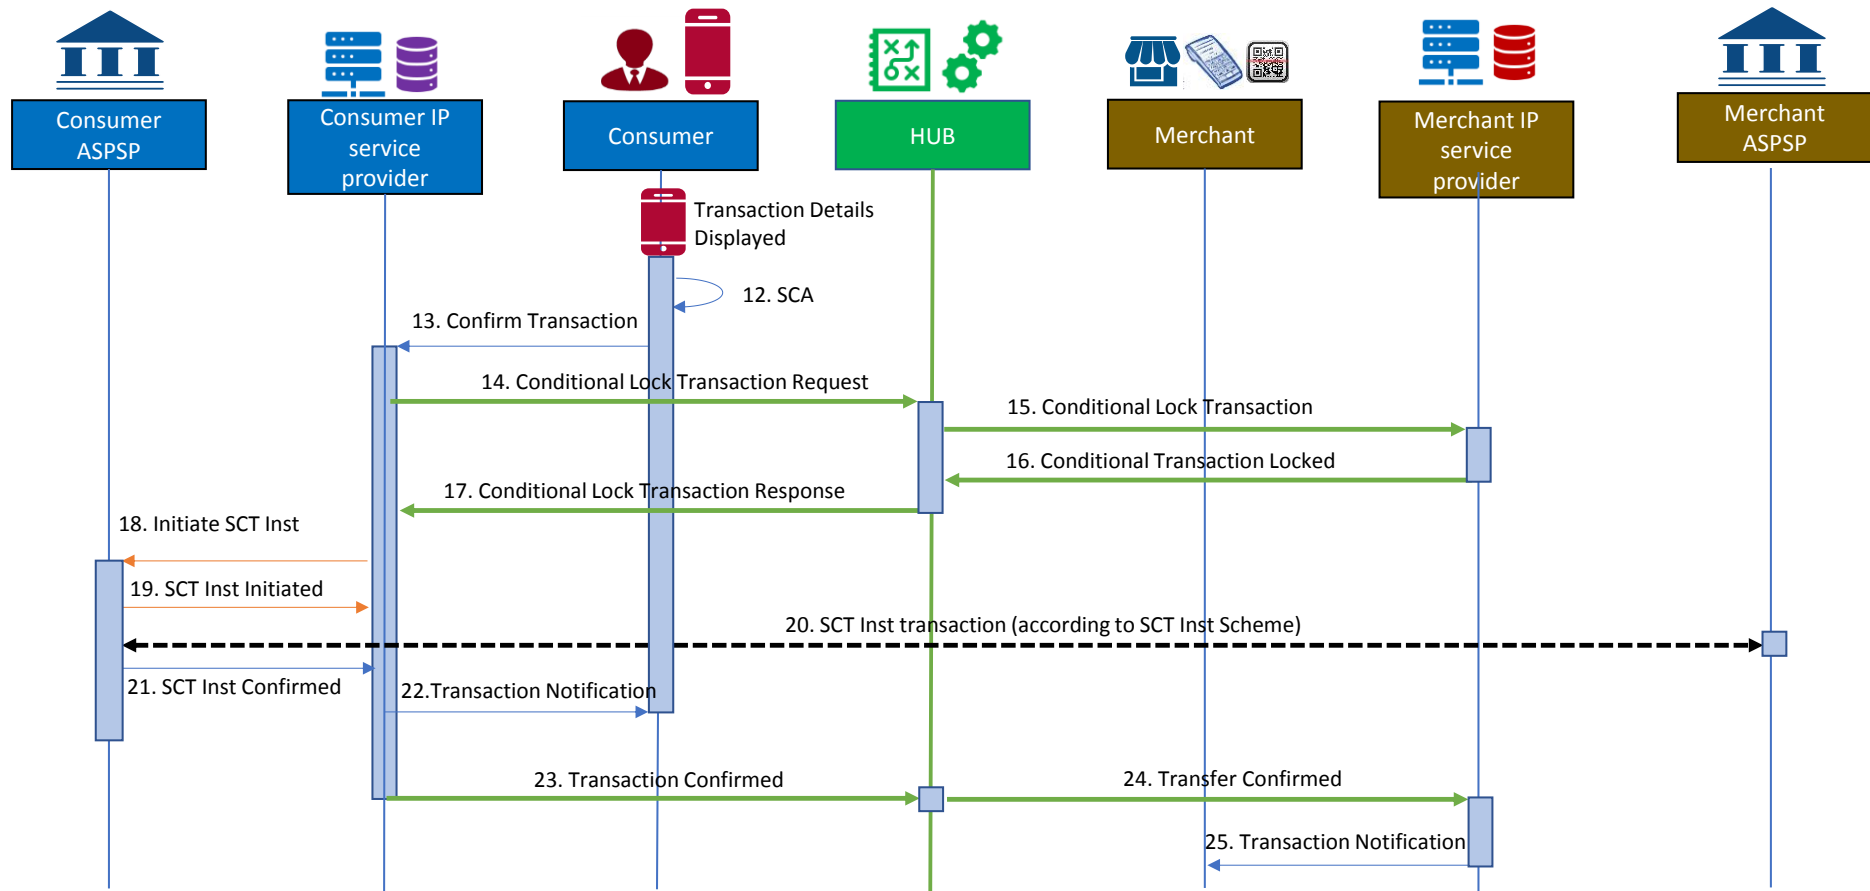 Consumer
ASPSP
Consumer IP
service
provider
Consumer
HUB
Merchant
Merchant IP
service
provider
Merchant
ASPSP
Transaction Details
Displayed
12. SCA
13. Confirm Transaction
14. Conditional Lock Transaction Request
15. Conditional Lock Transaction
16. Conditional Transaction Locked
17. Conditional Lock Transaction Response
18. Initiate SCT Inst
19. SCT Inst Initiated
20. SCT Inst transaction (according to SCT Inst Scheme)
21. SCT Inst Confirmed
22.Transaction Notification
23. Transaction Confirmed
24. Transfer Confirmed
25. Transaction Notification